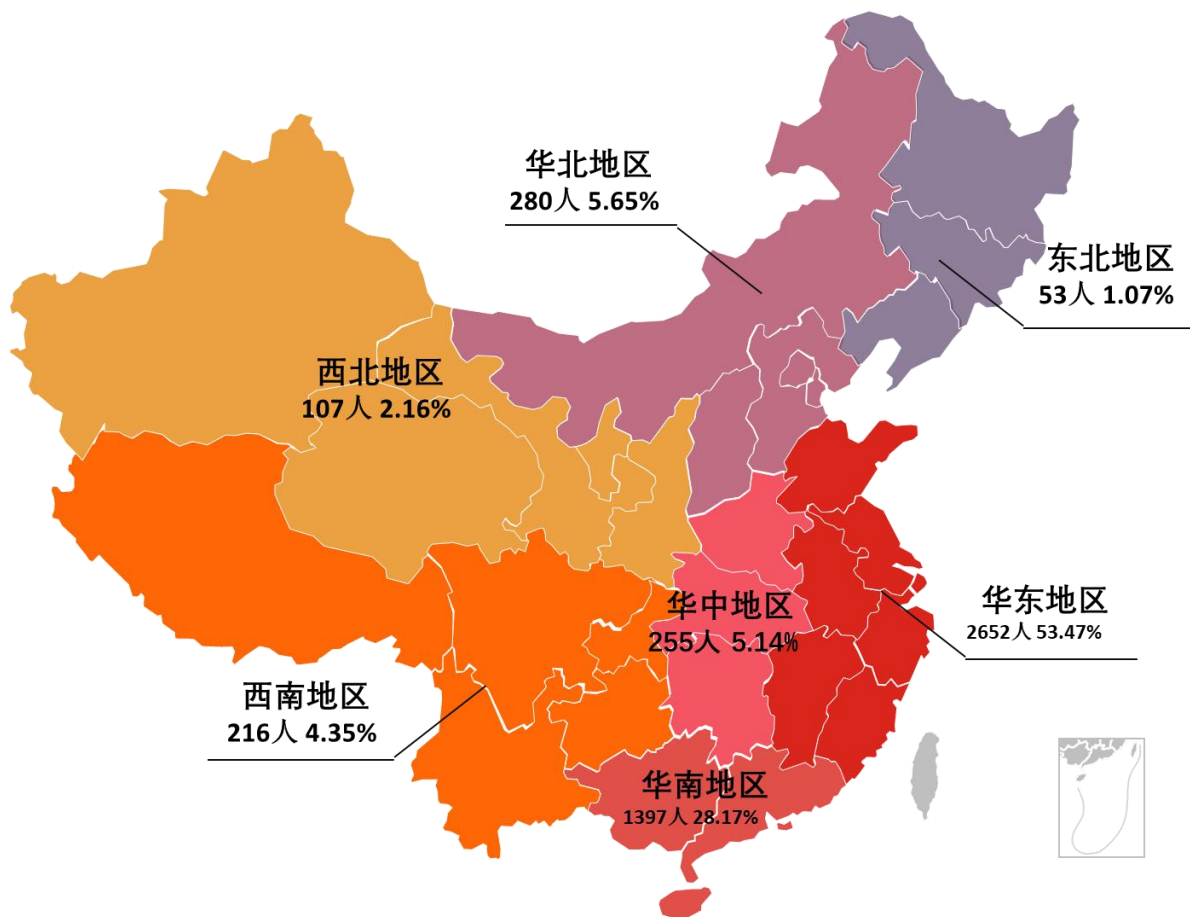 华北地区
280人 5.65%
东北地区
53人 1.07%
西北地区
107人 2.16%
华中地区
255人 5.14%
华东地区
2652人 53.47%
西南地区
216人 4.35%
华南地区
1397人 28.17%